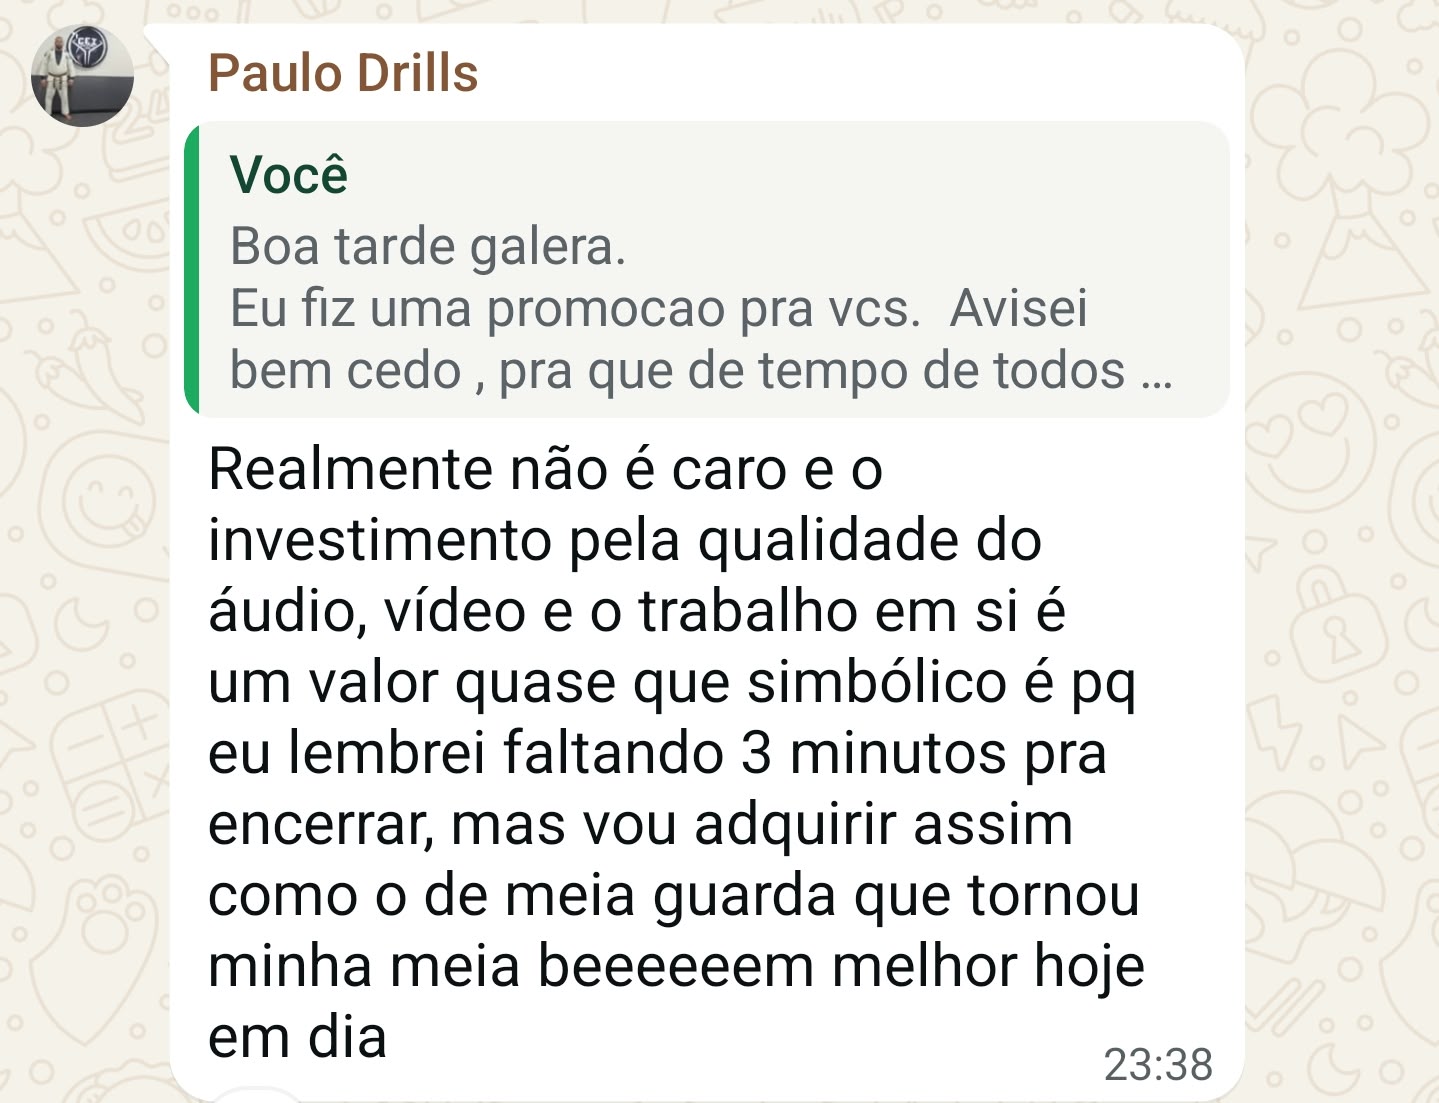 Paulo Drills
Você
Boa tarde galera.
Eu fiz uma promocao pra vcs.  Avisei
bem cedo , pra que de tempo de todos ...
Realmente não é caro e o
investimento pela qualidade do
áudio, vídeo e o trabalho em si é
um valor quase que simbólico é pq
eu lembrei faltando 3 minutos pra
encerrar, mas vou adquirir assim
como o de meia guarda que tornou
minha meia beeeeeem melhor hoje
em dia
23:38